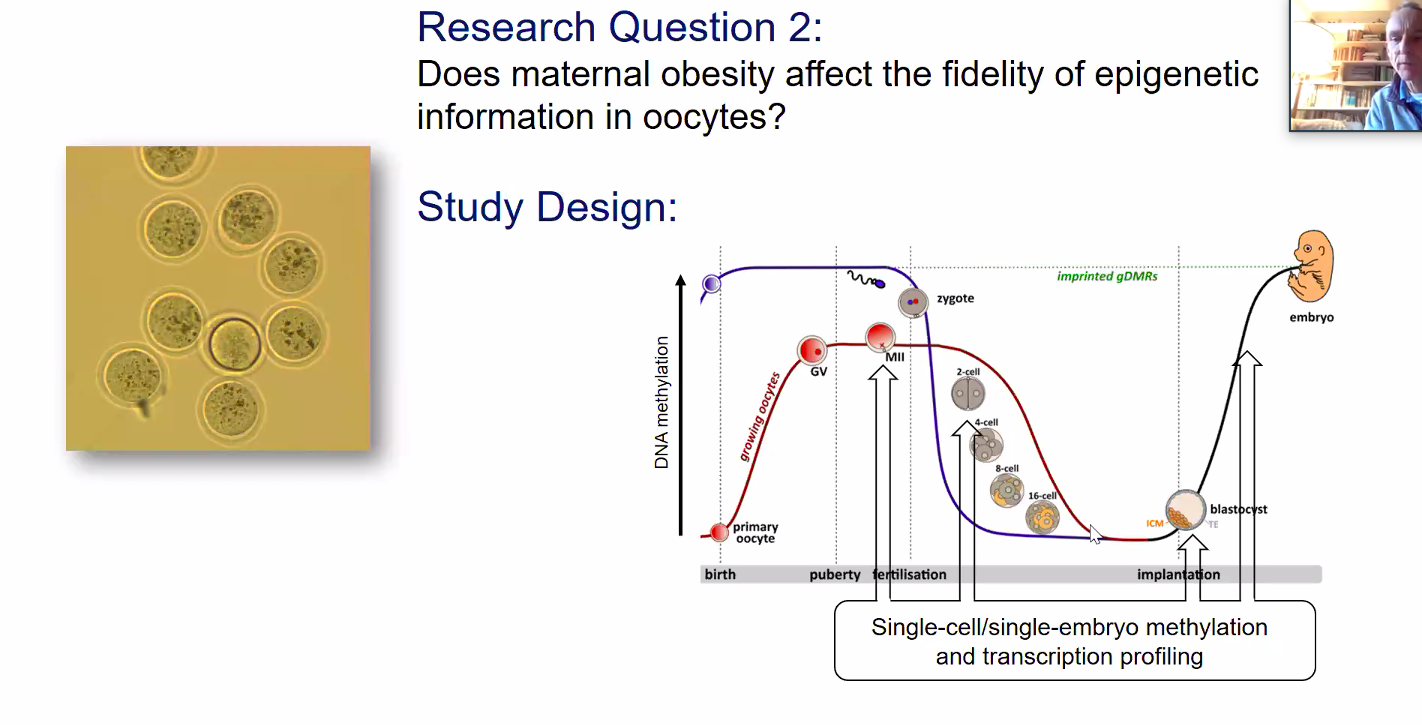 Research Question 2:
Does maternal obesity affect the fidelity of epigenetic
information in oocytes?
Study Design:
imprinted gDMRs
zygote
embryo
MII
GV
2-cell
4-cell
8-cell
16-cell
DNA methylation
growing oocytes
primary
oocyte
blastocyst
ICM
TE
birth
puberty
fertilisation
implantation
Single-cell/single-embryo methylation
and transcription profiling